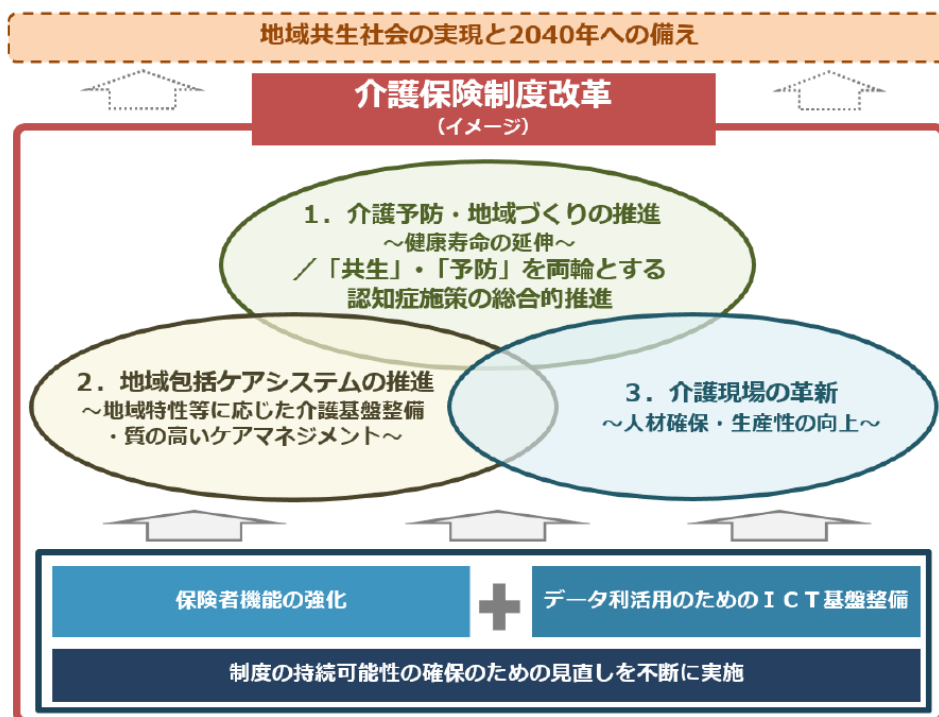 地域共生社会の実現と2040年への備え
介護保険制度改革
（イメージ）
１．介護予防・地域づくりの推進
～健康寿命の延伸～
／「共生」・「予防」を両輪とする
認知症施策の総合的推進
２．地域包括ケアシステムの推進
～地域特性等に応じた介護基盤整備
・質の高いケアマネジメント～
３．介護現場の革新
～人材確保・生産性の向上～
保険者機能の強化
データ利活用のためのＩＣＴ基盤整備
制度の持続可能性の確保のための見直しを不断に実施